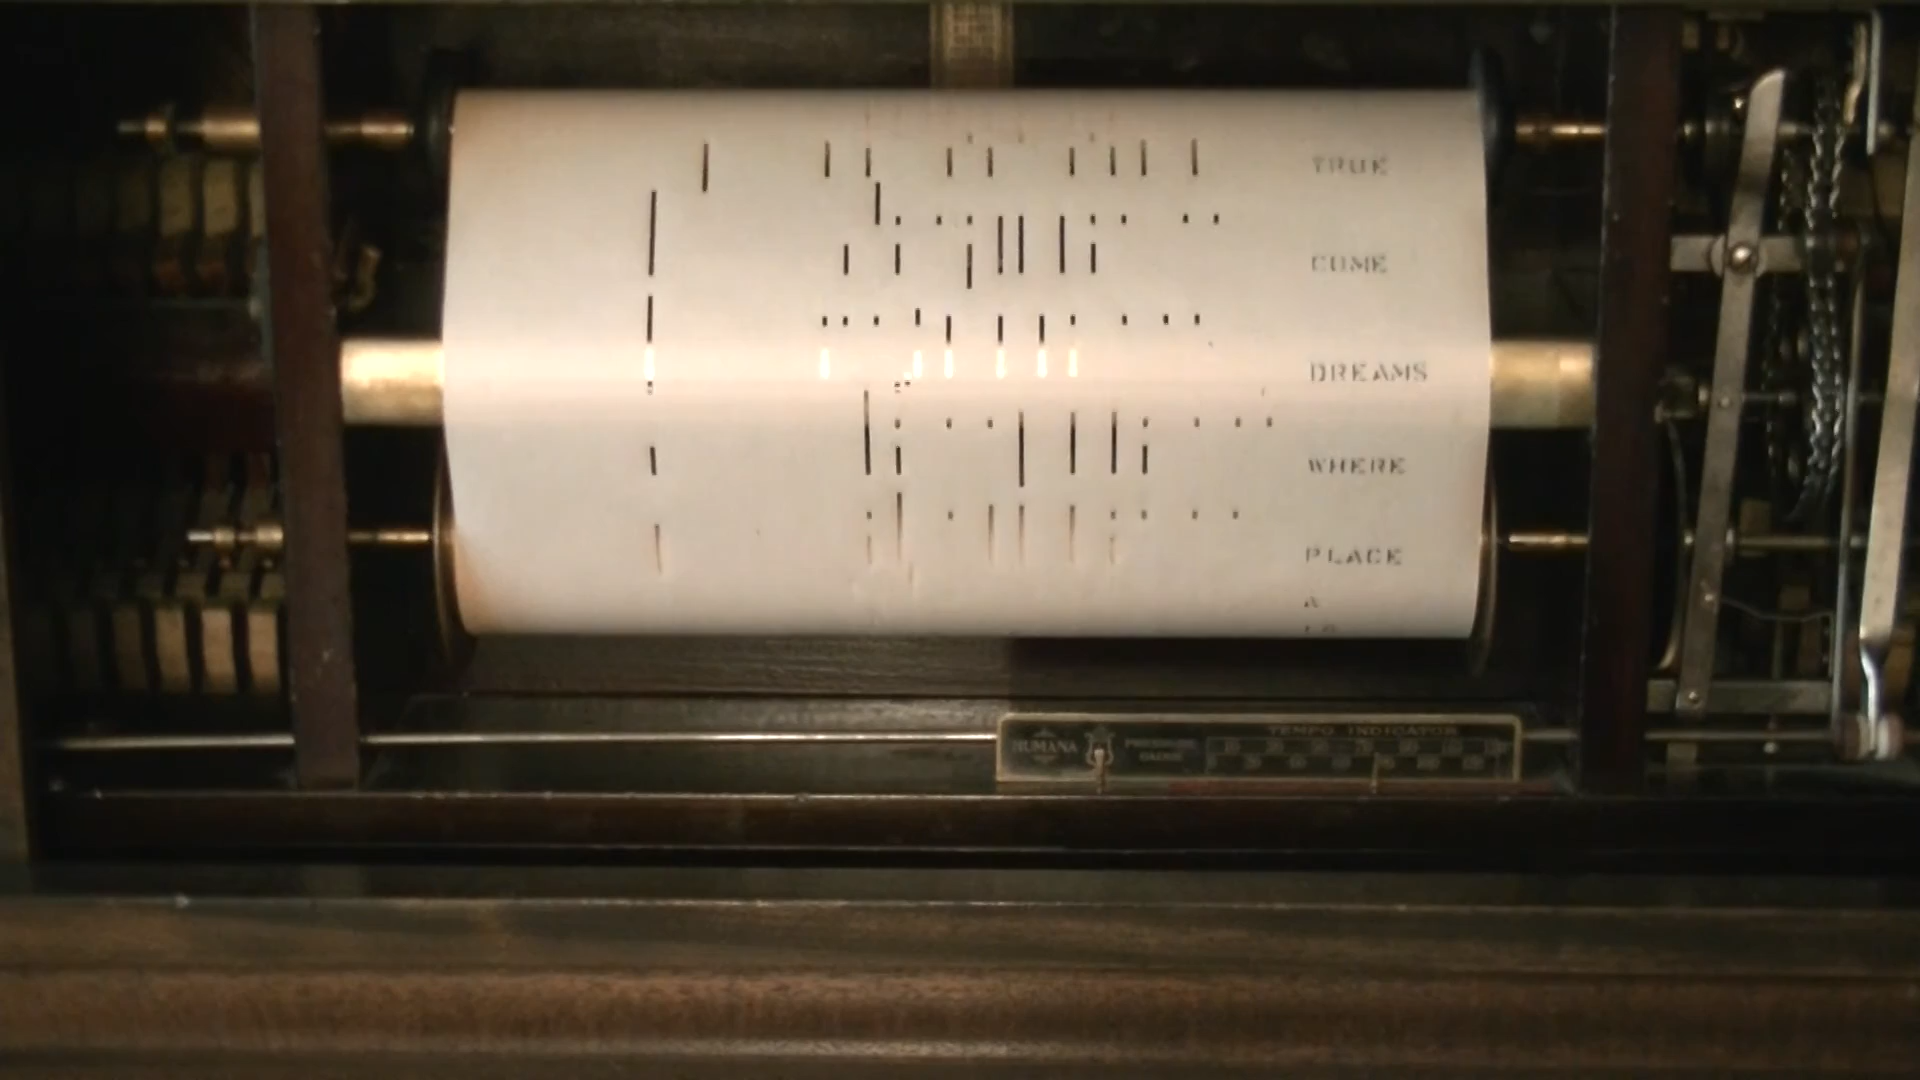 TRUE
COME
DREAMS
WHERE
PLACE
A
HUMANA
TEMPO INDICATOR